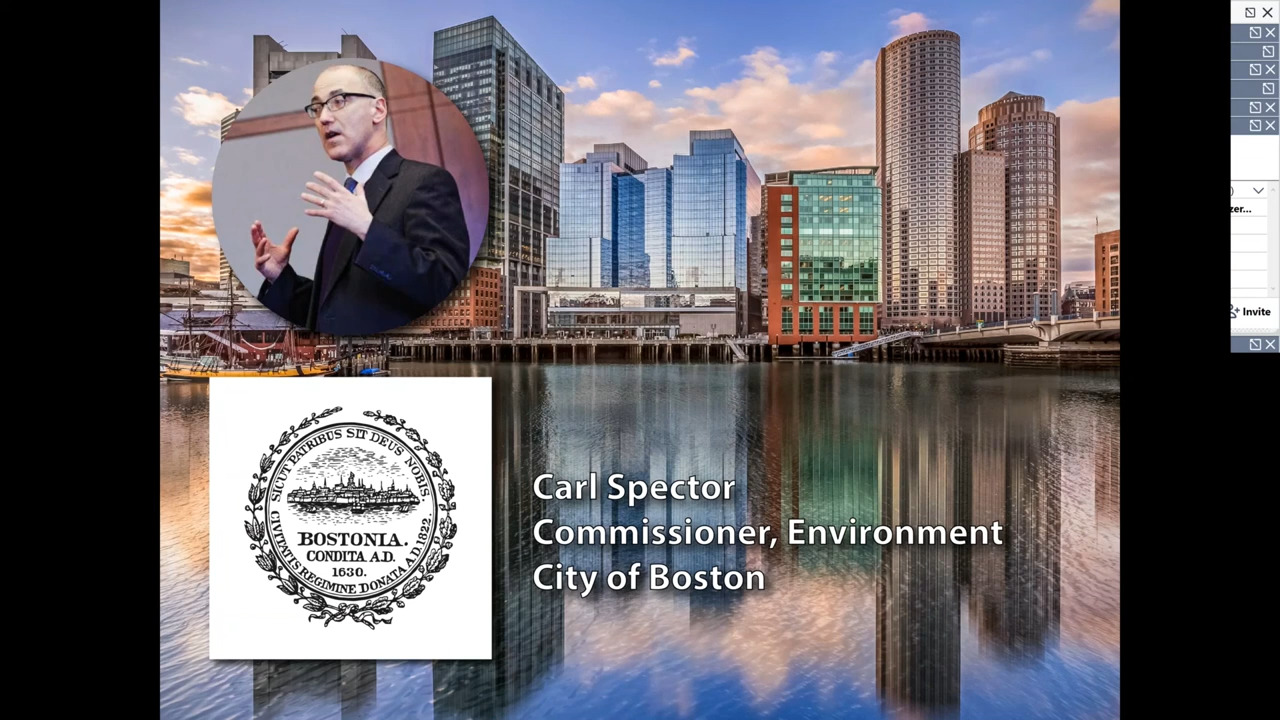 SICUT PATRIBUS SIT DEUS NOBIS.
BOSTONIA.
CONDITA A.D.
1630.
CIVITATIS REGIMINE DONATA A.D. 1822.
Carl Spector
Commissioner, Environment
City of Boston
zer...
Invite